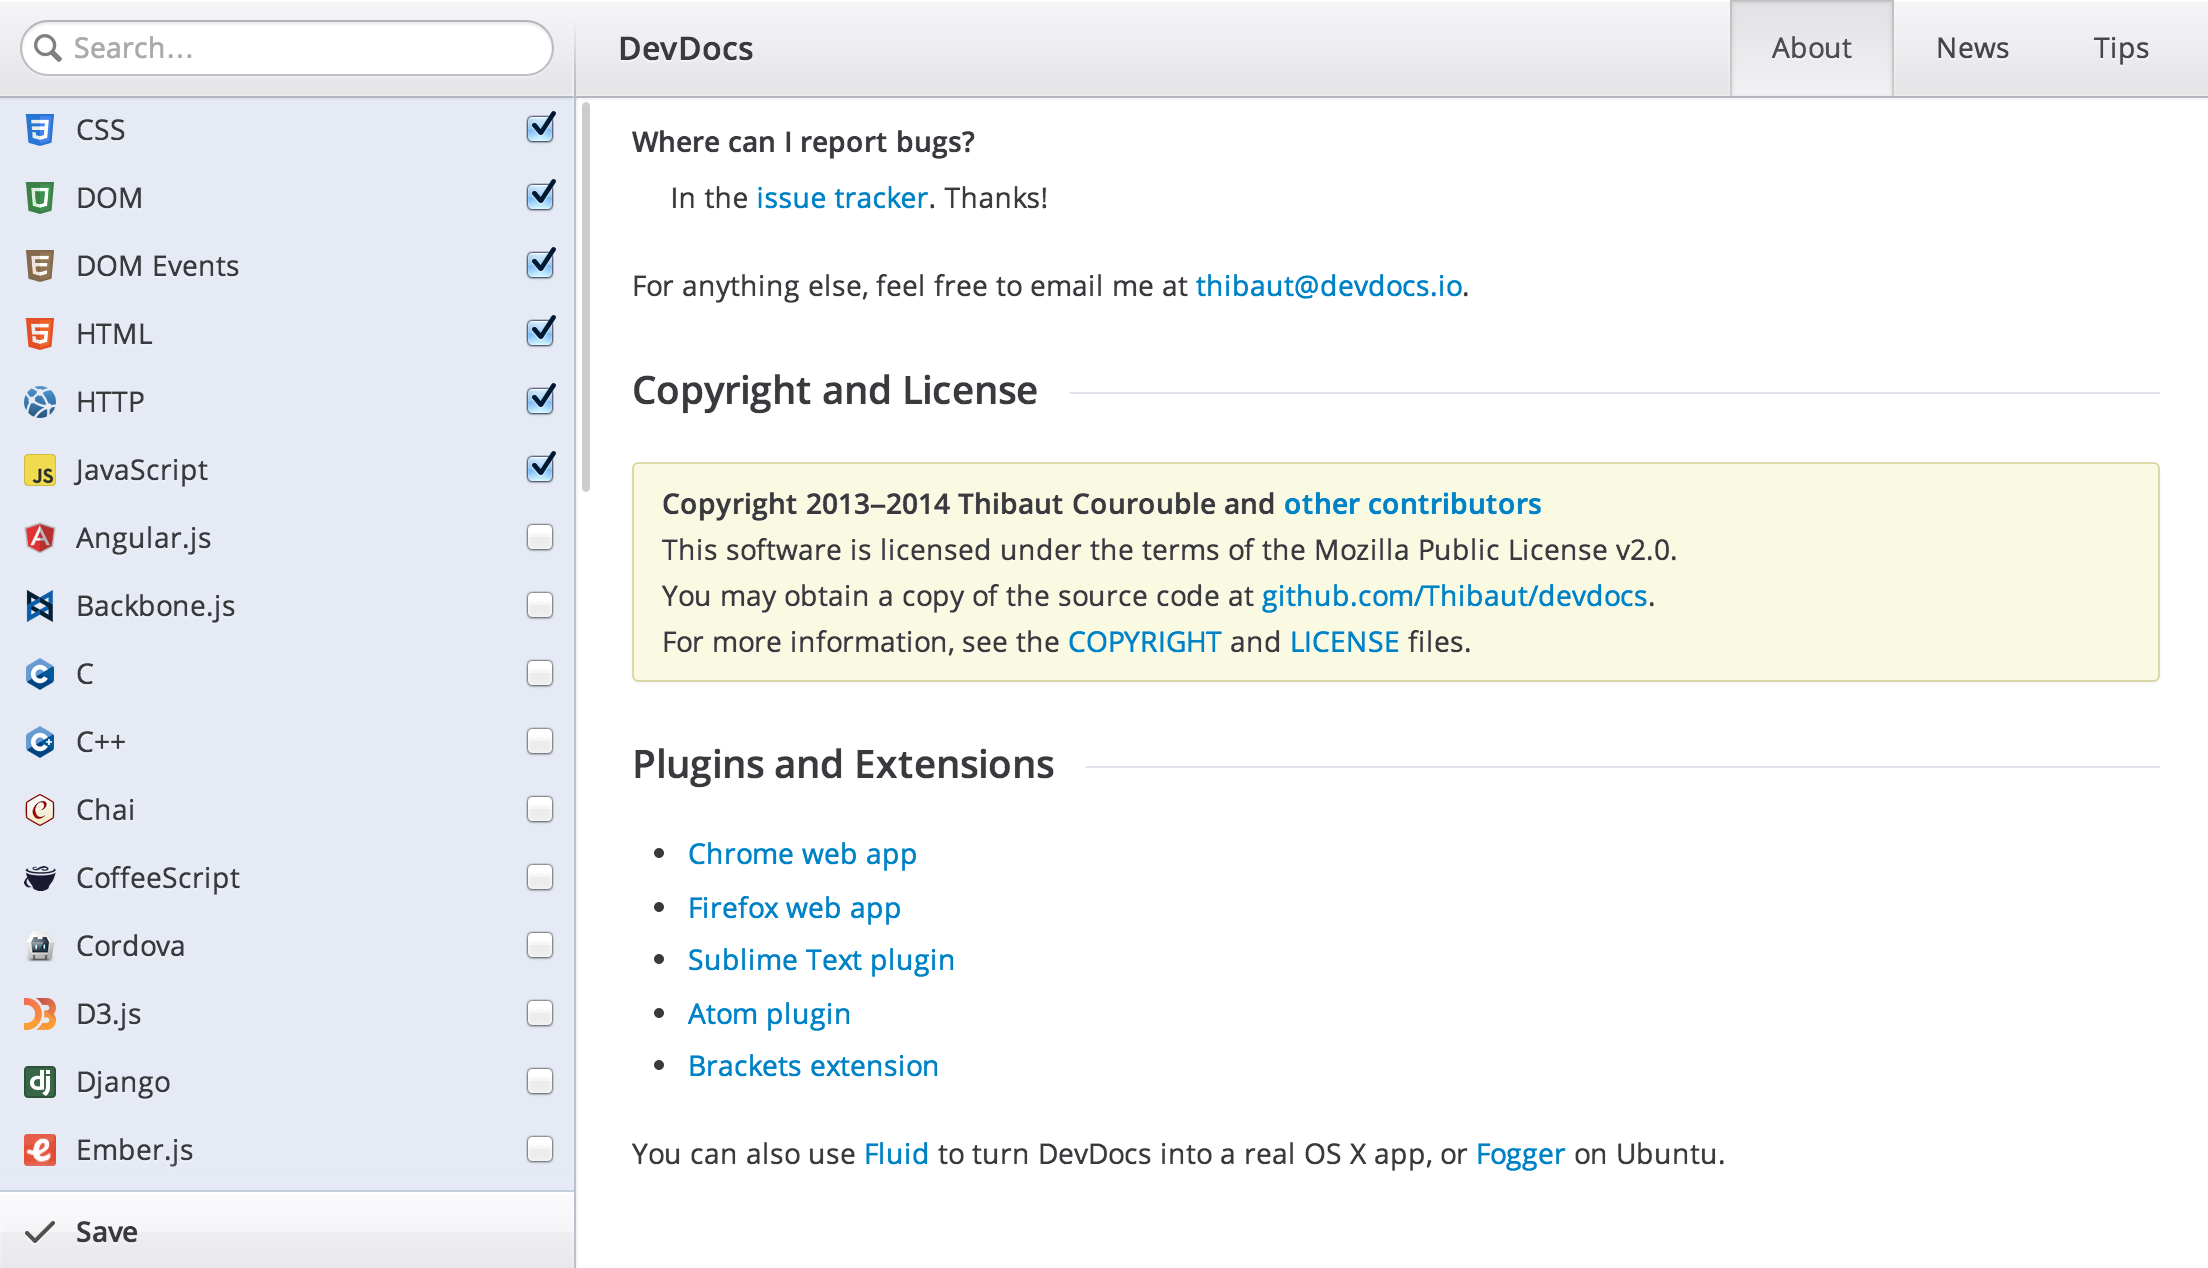 Search...
DevDocs
About
News
Tips
CSS
DOM
DOM Events
HTML
HTTP
JS JavaScript
Angular.js
Backbone.js
C
C++
Chai
CoffeeScript
Cordova
D3.js
dj Django
Ember.js
Save
Where can I report bugs?
In the issue tracker. Thanks!
For anything else, feel free to email me at thibaut@devdocs.io.
Copyright and License
Copyright 2013–2014 Thibaut Courouble and other contributors
This software is licensed under the terms of the Mozilla Public License v2.0.
You may obtain a copy of the source code at github.com/Thibaut/devdocs.
For more information, see the COPYRIGHT and LICENSE files.
Plugins and Extensions
• Chrome web app
• Firefox web app
• Sublime Text plugin
• Atom plugin
• Brackets extension
You can also use Fluid to turn DevDocs into a real OS X app, or Fogger on Ubuntu.